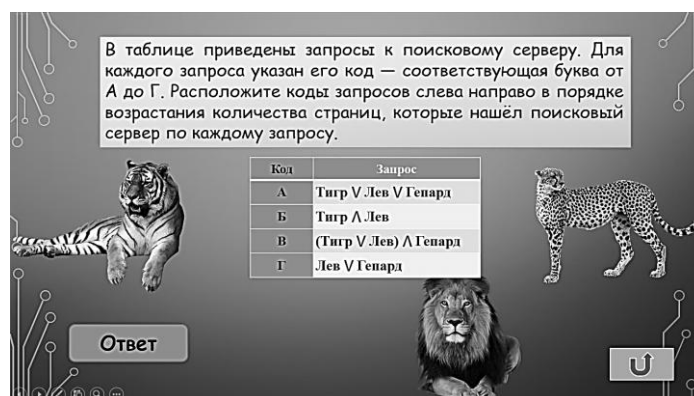 В таблице приведены запросы к поисковому серверу. Для
каждого запроса указан его код — соответствующая буква от
А до Г. Расположите коды запросов слева направо в порядке
возрастания количества страниц, которые нашёл поисковый
сервер по каждому запросу.
Код Запрос
А Тигр ⋁ Лев ⋁ Гепард
Б Тигр ⋀ Лев
В (Тигр ⋁ Лев) ⋀ Гепард
Г Лев ⋁ Гепард
Ответ